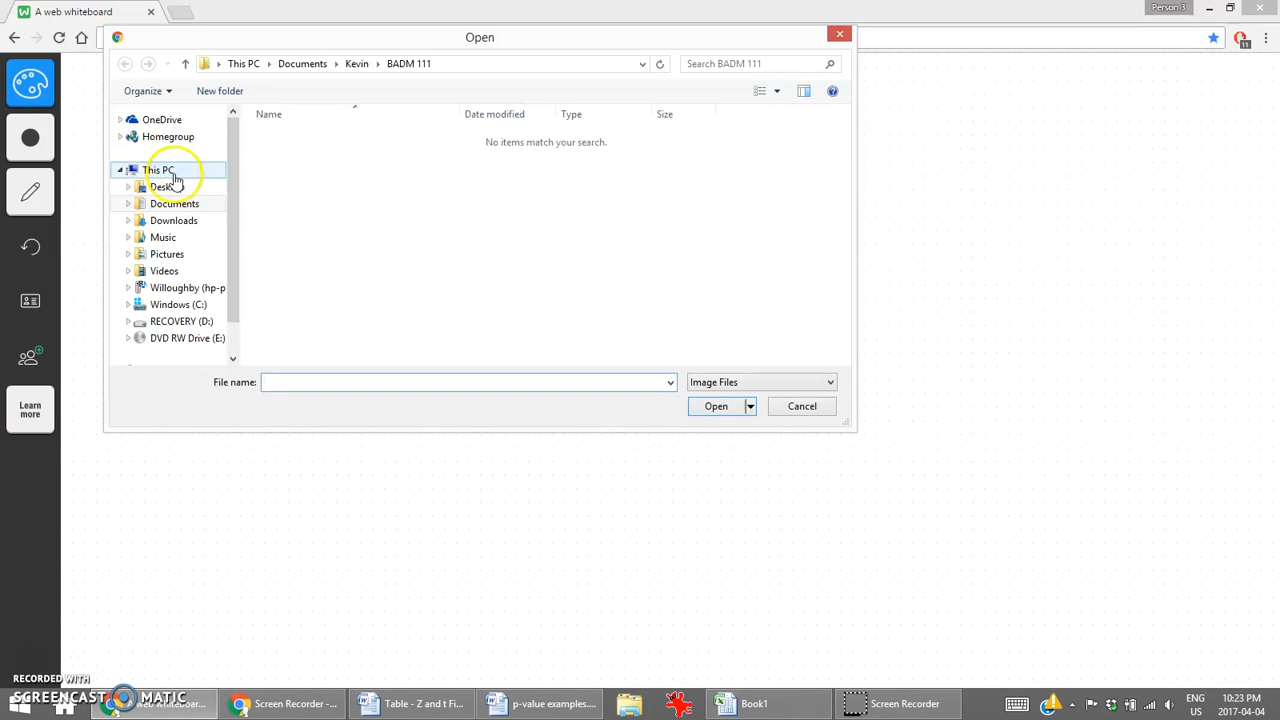 A web whiteboard
Person 3
Open
This PC
Documents
Kevin
BADM 111
Search BADM 111
Organize
New folder
Name
Date modified
Type
Size
No items match your search.
OneDrive
Homegroup
This PC
Documents
Downloads
Music
Pictures
Videos
Willoughby (hp-p
Windows (C:)
RECOVERY (D:)
DVD RW Drive (E:)
File name:
Image Files
Open
Cancel
11
Learn
more
RECORDED WITH
SCREENCAST MATIC
web whiteboard...
Screen Recorder -...
Table - Z and t Fi...
p-value examples....
Book1
Screen Recorder
ENG
US
10:23 PM
2017-04-04